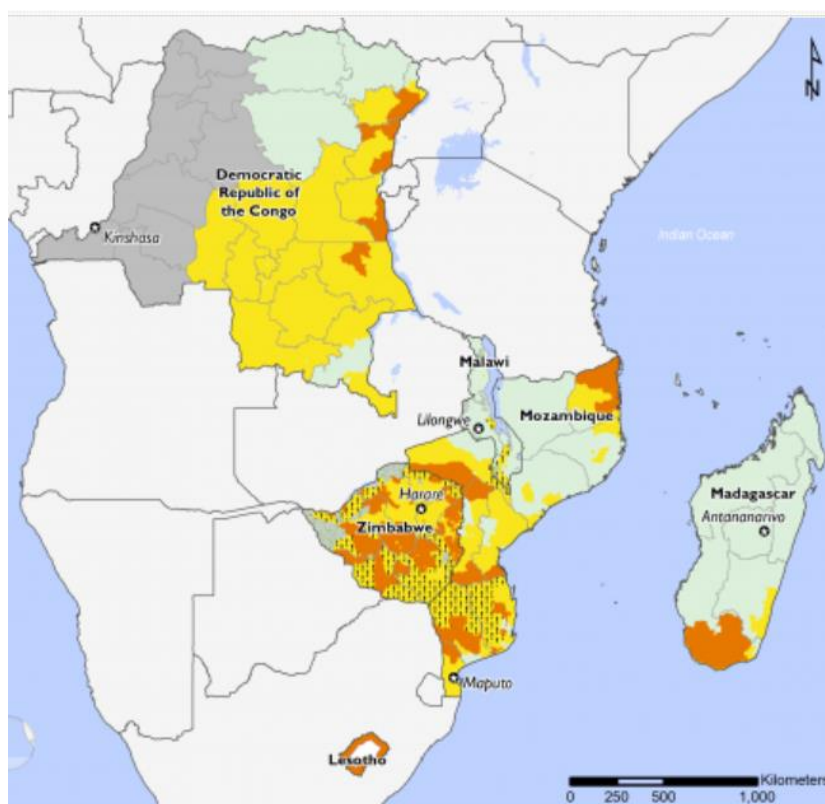 N
Democratic
Republic of
the Congo
Kinshasa
Indian Ocean
Malawi
Mozambique
Lilongwe
Madagascar
Harare
Antananarivo
Zimbabwe
Maputo
Lesotho
Kilometers
0 250 500 1,000